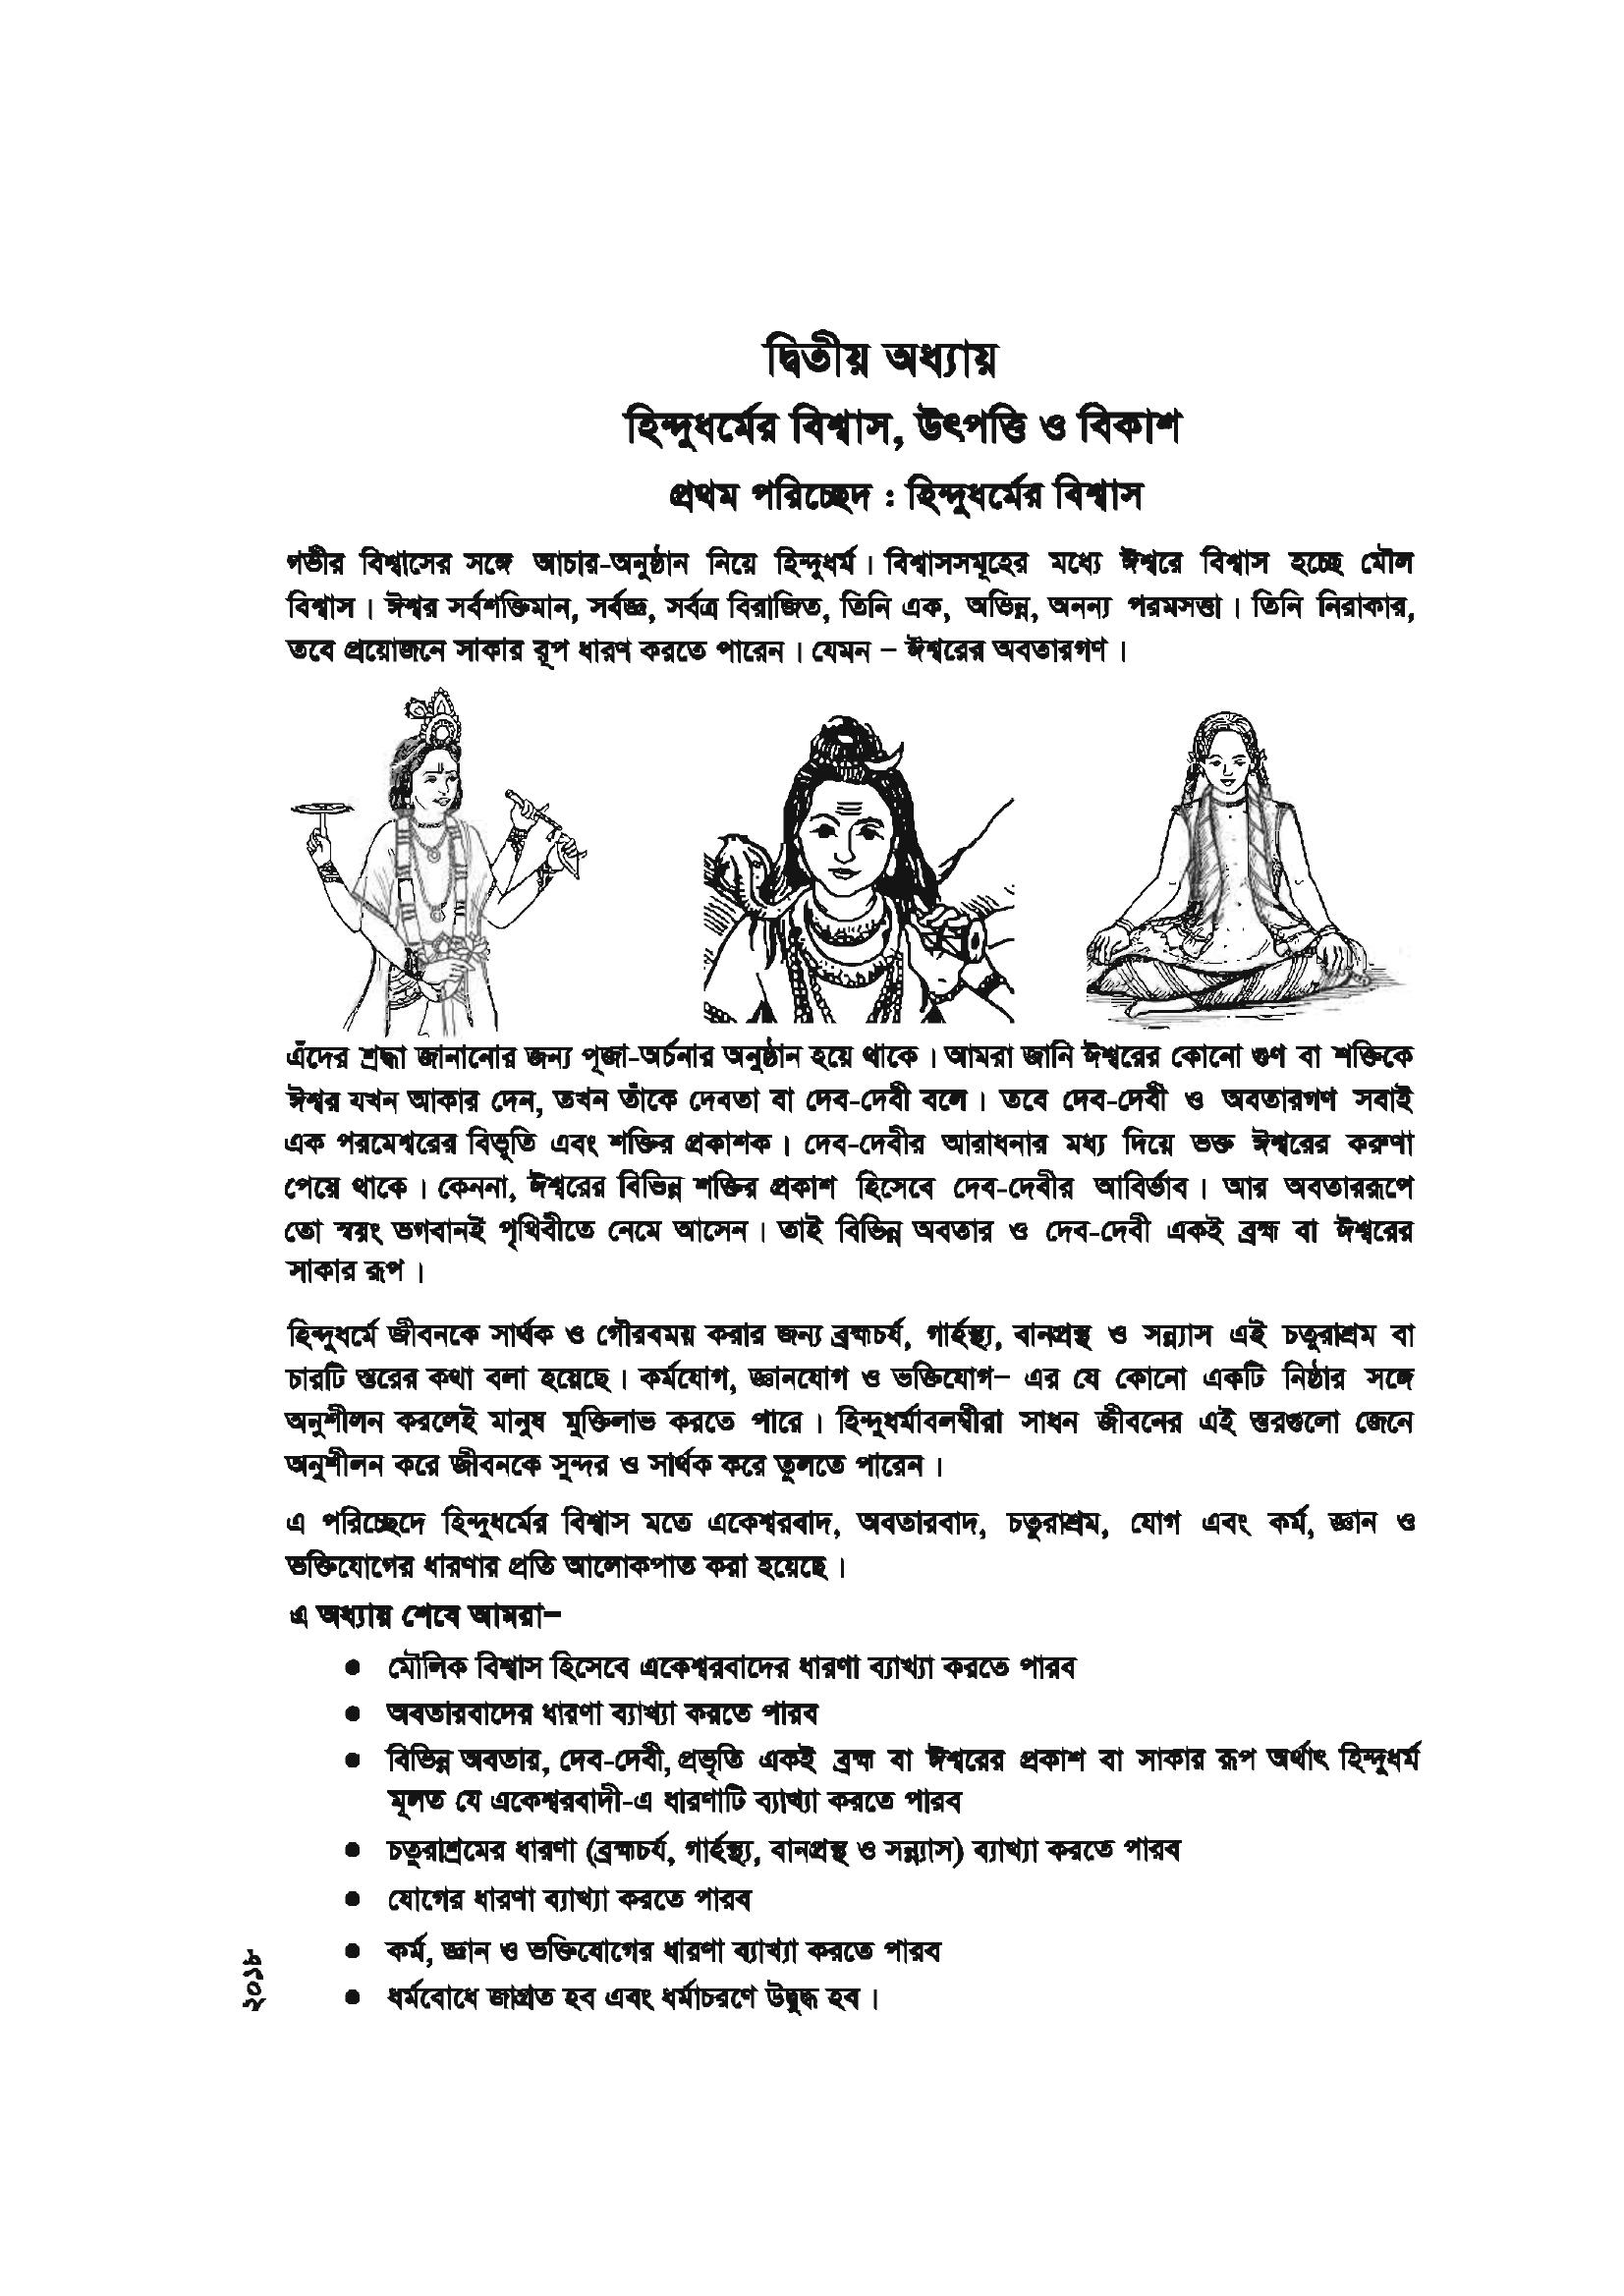 দ্বিতীয় অধ্যায়
হিন্দুধর্মের বিশ্বাস, উৎপত্তি ও বিকাশ
প্রথম পরিচ্ছেদ : হিন্দুধর্মের বিশ্বাস
গভীর বিশ্বাসের সঙ্গে আচার-অনুষ্ঠান নিয়ে হিন্দুধর্ম। বিশ্বাসসমূহের মধ্যে ঈশ্বরে বিশ্বাস হচ্ছে মৌল
বিশ্বাস। ঈশ্বর সর্বশক্তিমান, সর্বজ্ঞ, সর্বত্র বিরাজিত, তিনি এক, অভিন্ন, অনন্য পরমসত্তা। তিনি নিরাকার,
তবে প্রয়োজনে সাকার রূপ ধারণ করতে পারেন। যেমন – ঈশ্বরের অবতারগণ।
এঁদের শ্রদ্ধা জানানোর জন্য পূজা-অর্চনার অনুষ্ঠান হয়ে থাকে। আমরা জানি ঈশ্বরের কোনো গুণ বা শক্তিকে
ঈশ্বর যখন আকার দেন, তখন তাঁকে দেবতা বা দেব-দেবী বলে। তবে দেব-দেবী ও অবতারগণ সবাই
এক পরমেশ্বরের বিভূতি এবং শক্তির প্রকাশক। দেব-দেবীর আরাধনার মধ্য দিয়ে ভক্ত ঈশ্বরের করুণা
পেয়ে থাকে। কেননা, ঈশ্বরের বিভিন্ন শক্তির প্রকাশ হিসেবে দেব-দেবীর আবির্ভাব। আর অবতাররূপে
তো স্বয়ং ভগবানই পৃথিবীতে নেমে আসেন। তাই বিভিন্ন অবতার ও দেব-দেবী একই ব্রহ্ম বা ঈশ্বরের
সাকার রূপ।
হিন্দুধর্মে জীবনকে সার্থক ও গৌরবময় করার জন্য ব্রহ্মচর্য, গার্হস্থ্য, বানপ্রস্থ ও সন্ন্যাস এই চতুরাশ্রম বা
চারটি স্তরের কথা বলা হয়েছে। কর্মযোগ, জ্ঞানযোগ ও ভক্তিযোগ– এর যে কোনো একটি নিষ্ঠার সঙ্গে
অনুশীলন করলেই মানুষ মুক্তিলাভ করতে পারে। হিন্দুধর্মাবলম্বীরা সাধন জীবনের এই স্তরগুলো জেনে
অনুশীলন করে জীবনকে সুন্দর ও সার্থক করে তুলতে পারেন।
এ পরিচ্ছেদে হিন্দুধর্মের বিশ্বাস মতে একেশ্বরবাদ, অবতারবাদ, চতুরাশ্রম, যোগ এবং কর্ম, জ্ঞান ও
ভক্তিযোগের ধারণার প্রতি আলোকপাত করা হয়েছে।
এ অধ্যায় শেষে আমরা–
● মৌলিক বিশ্বাস হিসেবে একেশ্বরবাদের ধারণা ব্যাখ্যা করতে পারব
● অবতারবাদের ধারণা ব্যাখ্যা করতে পারব
● বিভিন্ন অবতার, দেব-দেবী, প্রভৃতি একই ব্রহ্ম বা ঈশ্বরের প্রকাশ বা সাকার রূপ অর্থাৎ হিন্দুধর্ম
মূলত যে একেশ্বরবাদী-এ ধারণাটি ব্যাখ্যা করতে পারব
● চতুরাশ্রমের ধারণা (ব্রহ্মচর্য, গার্হস্থ্য, বানপ্রস্থ ও সন্ন্যাস) ব্যাখ্যা করতে পারব
● যোগের ধারণা ব্যাখ্যা করতে পারব
● কর্ম, জ্ঞান ও ভক্তিযোগের ধারণা ব্যাখ্যা করতে পারব
● ধর্মবোধে জাগ্রত হব এবং ধর্মাচরণে উদ্বুদ্ধ হব।
২০১৮